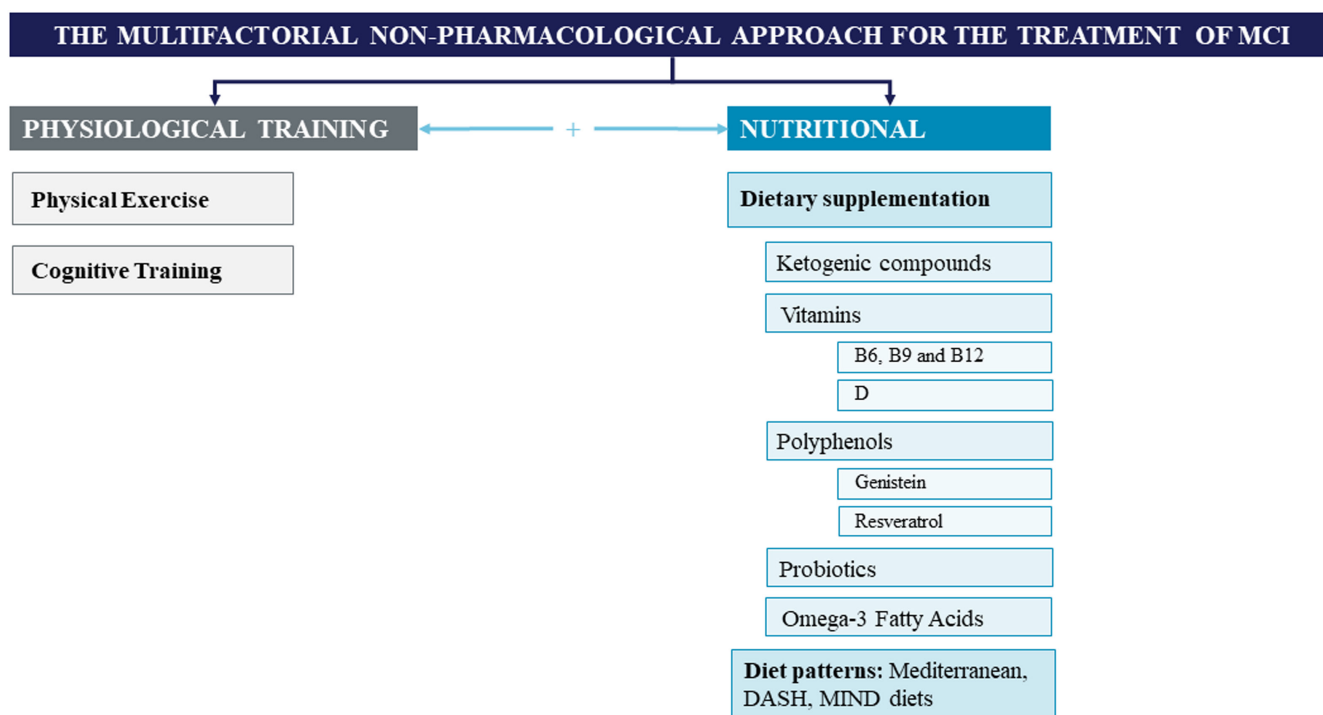 THE MULTIFACTORIAL NON-PHARMACOLOGICAL APPROACH FOR THE TREATMENT OF MCI
PHYSIOLOGICAL TRAINING
+
NUTRITIONAL
Physical Exercise
Cognitive Training
Dietary supplementation
Ketogenic compounds
Vitamins
B6, B9 and B12
D
Polyphenols
Genistein
Resveratrol
Probiotics
Omega-3 Fatty Acids
Diet patterns: Mediterranean,
DASH, MIND diets